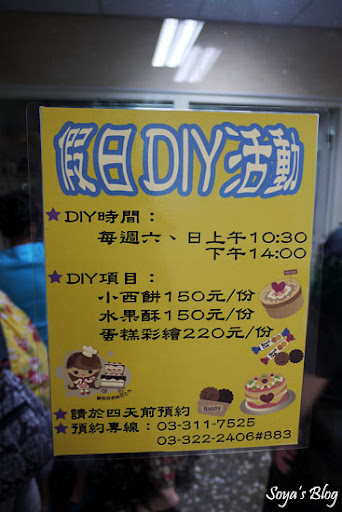 假日DIY活動
★DIY時間：
每週六、日上午10:30
下午14:00
★DIY項目：
小西餅150元/份
水果酥150元/份
蛋糕彩繪220元/份
Happy
★請於四天前預約
★預約專線：03-311-7525
03-322-2406#883
Soya's Blog